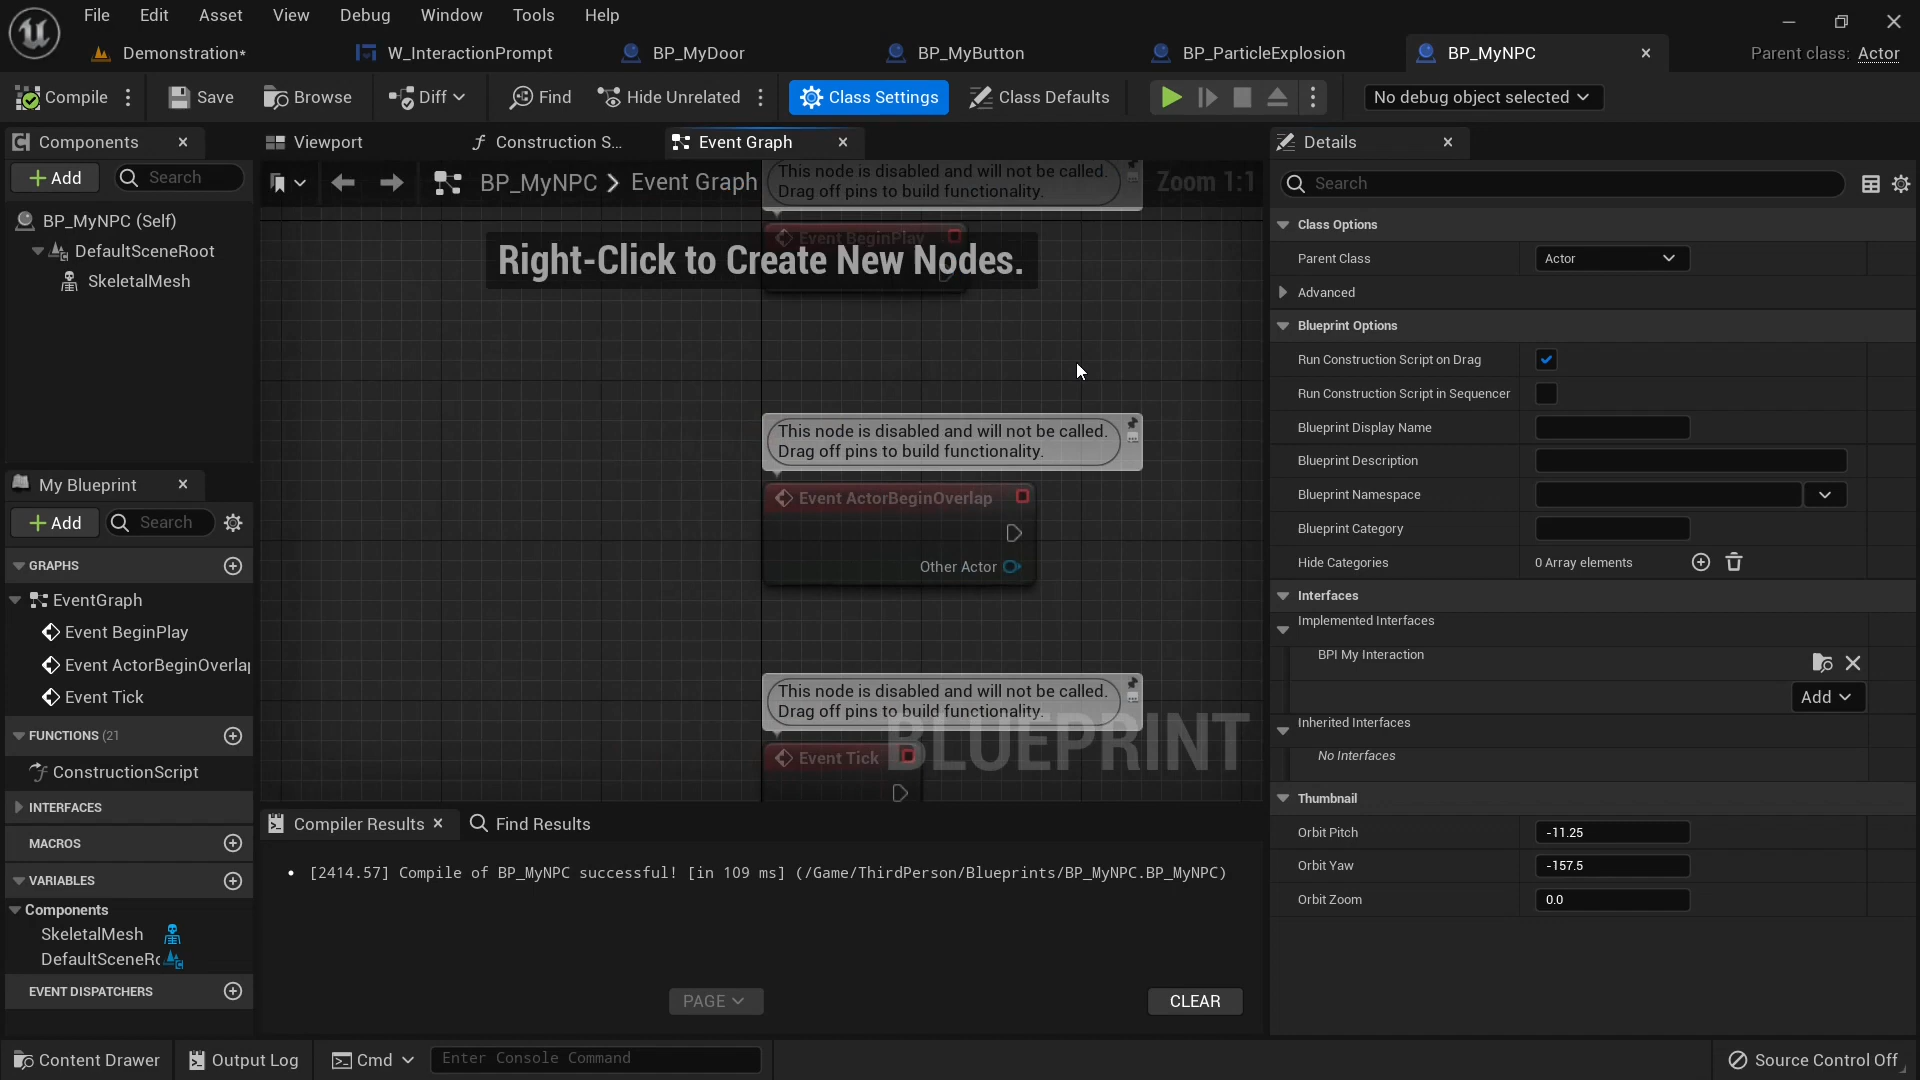 File Edit Asset View Debug Window Tools Help
Demonstration* W_InteractionPrompt BP_MyDoor BP_MyButton BP_ParticleExplosion BP_MyNPC Parent class: Actor
Compile Save Browse Diff Find Hide Unrelated Class Settings Class Defaults No debug object selected
Components
Add Search
BP_MyNPC (Self)
DefaultSceneRoot
SkeletalMesh
My Blueprint
Add Search
GRAPHS
EventGraph
Event BeginPlay
Event ActorBeginOverlap
Event Tick
FUNCTIONS (21
ConstructionScript
INTERFACES
MACROS
VARIABLES
Components
SkeletalMesh
DefaultSceneRo
EVENT DISPATCHERS
Viewport Construction S... Event Graph
BP_MyNPC Event Graph Zoom 1:1
This node is disabled and will not be called.
Drag off pins to build functionality.
Event BeginPlay
Right-Click to Create New Nodes.
This node is disabled and will not be called.
Drag off pins to build functionality.
Event ActorBeginOverlap
Other Actor
This node is disabled and will not be called.
Drag off pins to build functionality.
Event Tick
BLUEPRINT
Compiler Results Find Results
[2414.57] Compile of BP_MyNPC successful! [in 109 ms] (/Game/ThirdPerson/Blueprints/BP_MyNPC.BP_MyNPC)
PAGE CLEAR
Details
Search
Class Options
Parent Class Actor
Advanced
Blueprint Options
Run Construction Script on Drag
Run Construction Script in Sequencer
Blueprint Display Name
Blueprint Description
Blueprint Namespace
Blueprint Category
Hide Categories 0 Array elements
Interfaces
Implemented Interfaces
BPI My Interaction
Add
Inherited Interfaces
No Interfaces
Thumbnail
Orbit Pitch -11.25
Orbit Yaw -157.5
Orbit Zoom 0.0
Content Drawer Output Log Cmd Enter Console Command Source Control Off